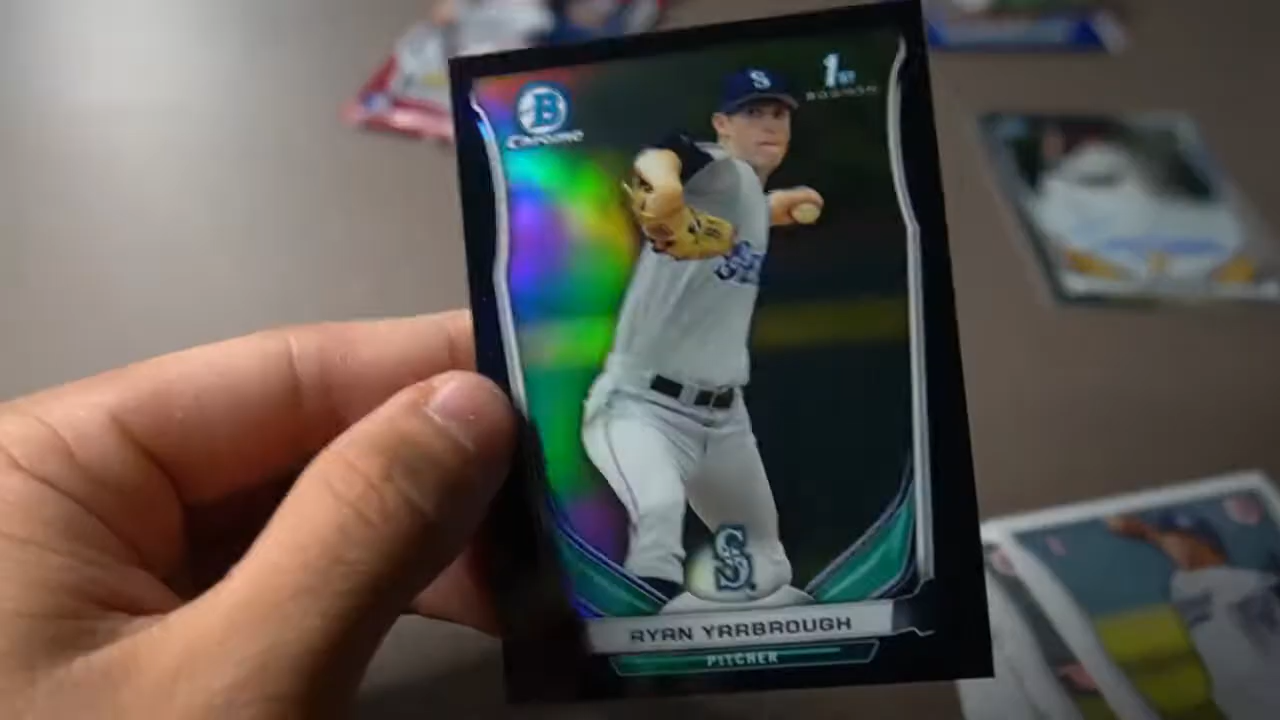 B
CHROME
1ST
BOWMAN
S
S
RYAN YARBROUGH
PITCHER